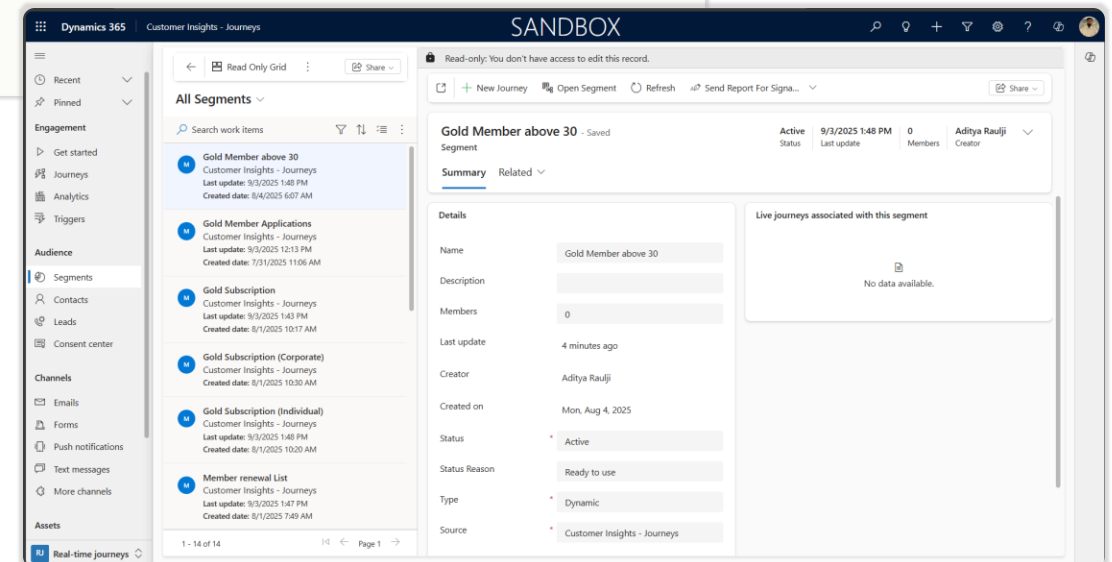 Dynamics 365
Customer Insights - Journeys
SANDBOX
Recent
Pinned
Engagement
Get started
Journeys
Analytics
Triggers
Audience
Segments
Contacts
Leads
Consent center
Channels
Emails
Forms
Push notifications
Text messages
More channels
Assets
RJ Real-time journeys
Read Only Grid
Share
All Segments
Search work items
M
Gold Member above 30
Customer Insights - Journeys
Last update: 9/3/2025 1:48 PM
Created date: 8/4/2025 6:07 AM
M
Gold Member Applications
Customer Insights - Journeys
Last update: 9/3/2025 12:13 PM
Created date: 7/31/2025 11:06 AM
M
Gold Subscription
Customer Insights - Journeys
Last update: 9/3/2025 1:43 PM
Created date: 8/1/2025 10:17 AM
M
Gold Subscription (Corporate)
Customer Insights - Journeys
Created date: 8/1/2025 10:30 AM
M
Gold Subscription (Individual)
Customer Insights - Journeys
Last update: 9/3/2025 1:48 PM
Created date: 8/1/2025 10:20 AM
M
Member renewal List
Customer Insights - Journeys
Last update: 9/3/2025 1:47 PM
Created date: 8/1/2025 7:49 AM
1 - 14 of 14
Page 1
Read-only: You don't have access to edit this record.
New Journey
Open Segment
Refresh
Send Report For Signa...
Share
Gold Member above 30 - Saved
Segment
Active
Status
9/3/2025 1:48 PM
Last update
0
Members
Aditya Raulji
Creator
Summary
Related
Details
Name
Gold Member above 30
Description
Members
0
Last update
4 minutes ago
Creator
Aditya Raulji
Created on
Mon, Aug 4, 2025
Status *
Active
Status Reason
Ready to use
Type *
Dynamic
Source *
Customer Insights - Journeys
Live journeys associated with this segment
No data available.